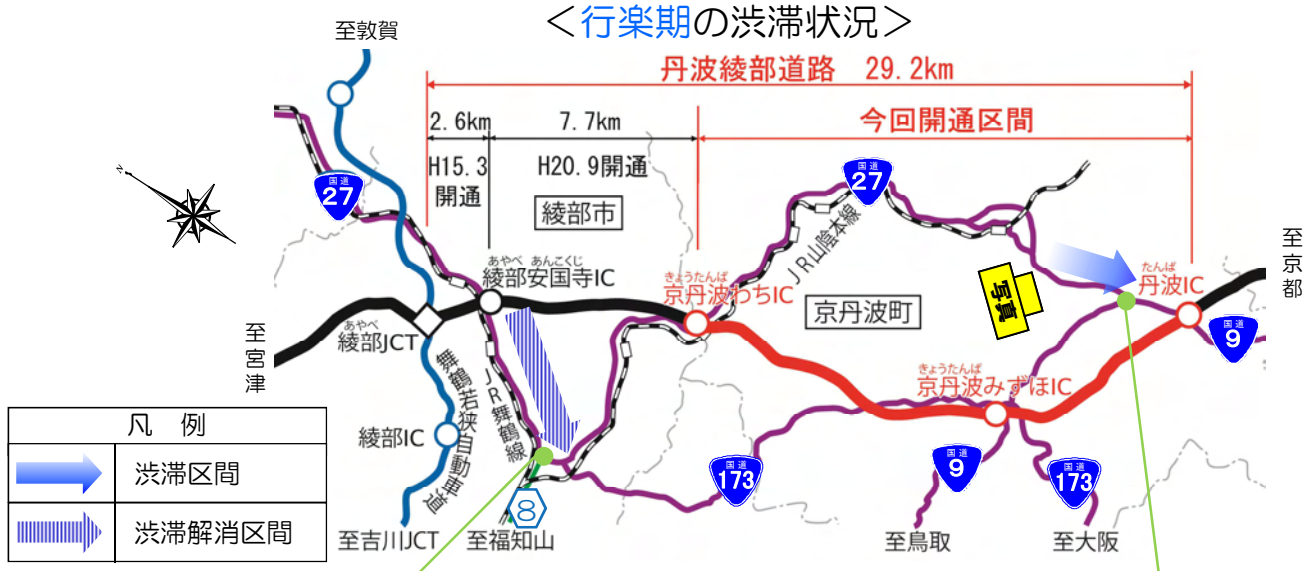 ＜行楽期の渋滞状況＞
至敦賀
丹波綾部道路 29.2km
2.6km
7.7km
今回開通区間
H15.3
開通
H20.9開通
国道
27
国道
27
綾部市
N
JR山陰本線
至京都
あやべ あんこくじ
綾部安国寺IC
きょうたんば
京丹波わちIC
写真
たんば
丹波IC
京丹波町
至宮津
あやべ
綾部JCT
国道
9
舞鶴若狭自動車道
JR舞鶴線
きょうたんば
京丹波みずほIC
凡 例
渋滞区間
渋滞解消区間
綾部IC
国道
173
国道
9
国道
173
8
至吉川JCT
至福知山
至鳥取
至大阪